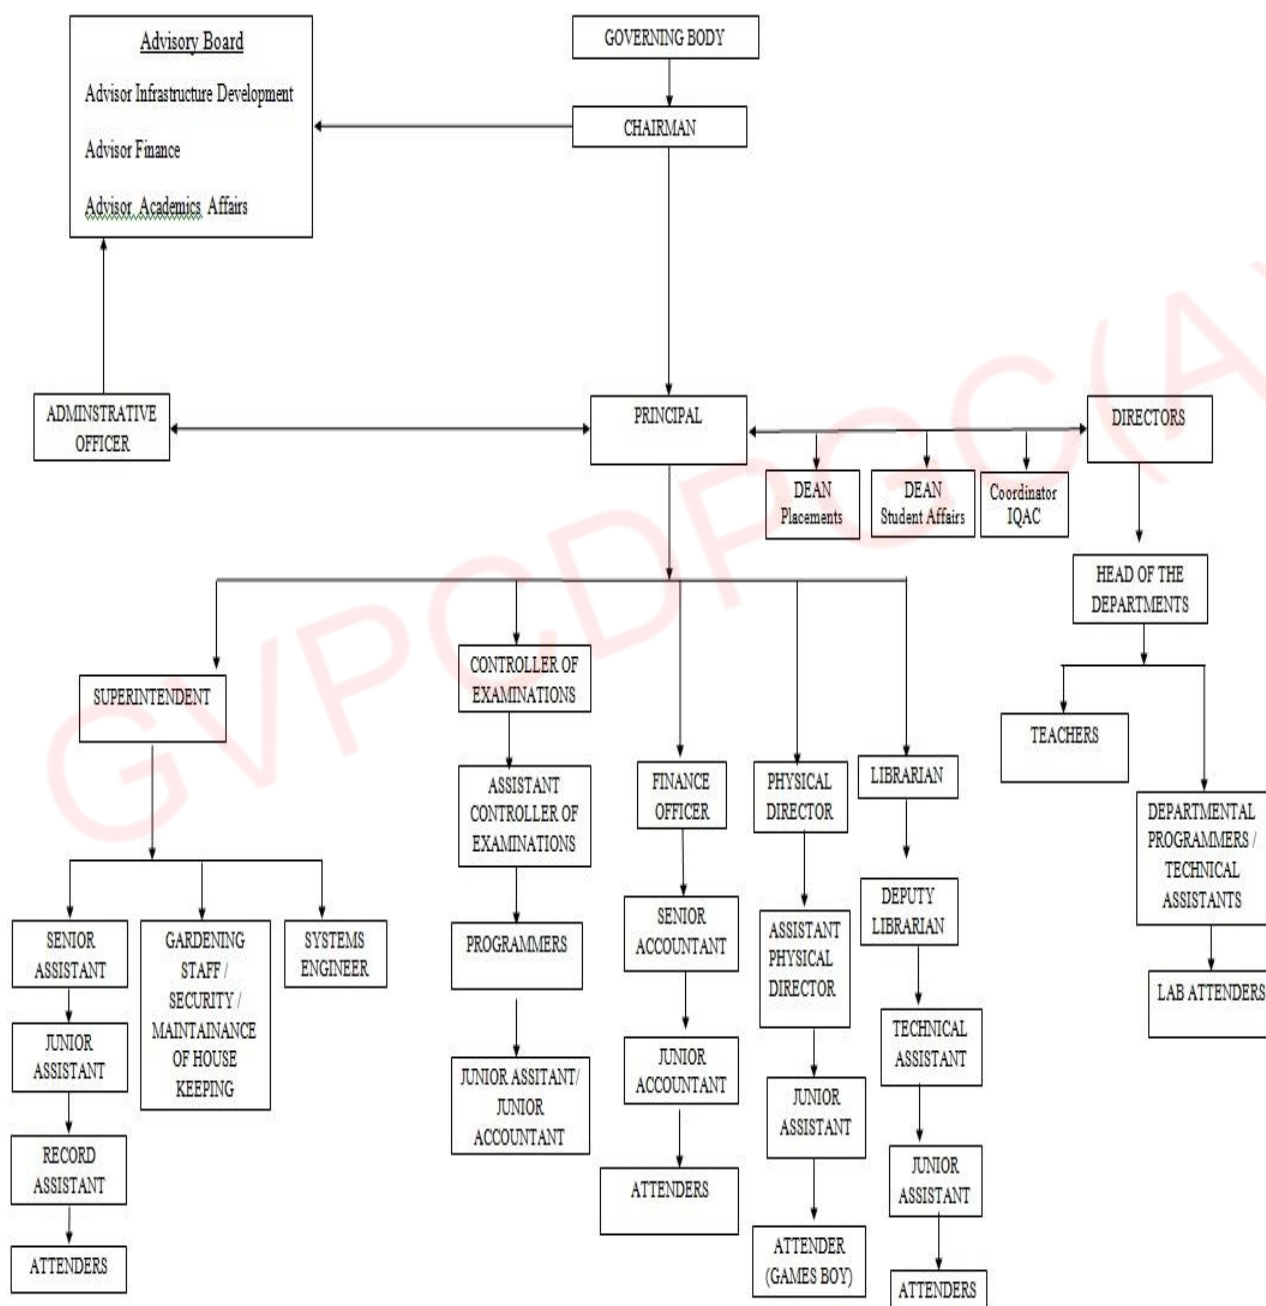 Advisory Board
Advisor Infrastructure Development
Advisor Finance
Advisor Academics Affairs
GOVERNING BODY
CHAIRMAN
ADMINSTRATIVE
OFFICER
PRINCIPAL
DIRECTORS
DEAN
Placements
DEAN
Student Affairs
Coordinator
IQAC
HEAD OF THE
DEPARTMENTS
TEACHERS
DEPARTMENTAL
PROGRAMMERS /
TECHNICAL
ASSISTANTS
LAB ATTENDERS
SUPERINTENDENT
SENIOR
ASSISTANT
JUNIOR
ASSISTANT
RECORD
ASSISTANT
ATTENDERS
GARDENING
STAFF /
SECURITY /
MAINTAINANCE
OF HOUSE
KEEPING
SYSTEMS
ENGINEER
CONTROLLER OF
EXAMINATIONS
ASSISTANT
CONTROLLER OF
EXAMINATIONS
PROGRAMMERS
JUNIOR ASSITANT/
JUNIOR
ACCOUNTANT
FINANCE
OFFICER
SENIOR
ACCOUNTANT
JUNIOR
ACCOUNTANT
ATTENDERS
PHYSICAL
DIRECTOR
ASSISTANT
PHYSICAL
DIRECTOR
JUNIOR
ASSISTANT
ATTENDER
(GAMES BOY)
LIBRARIAN
DEPUTY
LIBRARIAN
TECHNICAL
ASSISTANT
JUNIOR
ASSISTANT
ATTENDERS
GVPCDPGC(A)